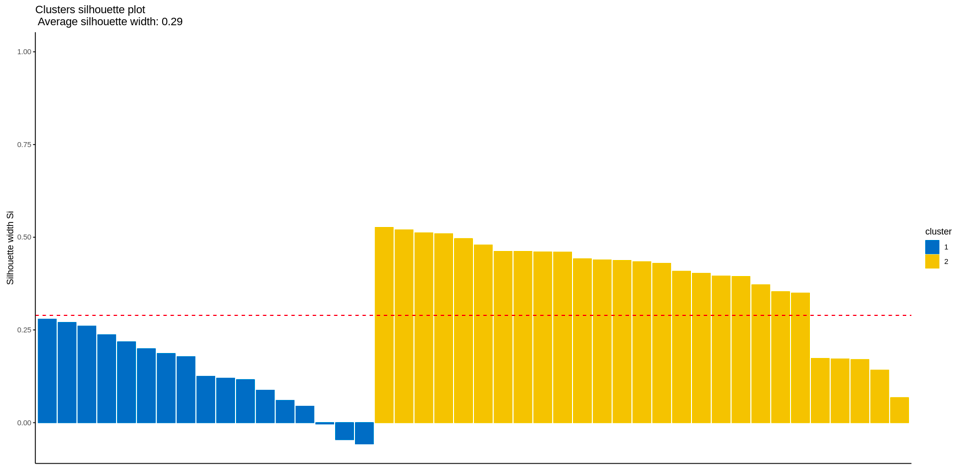 Clusters silhouette plot
Average silhouette width: 0.29
1.00
0.75
0.50
0.25
0.00
Silhouette width Si
cluster
1
2